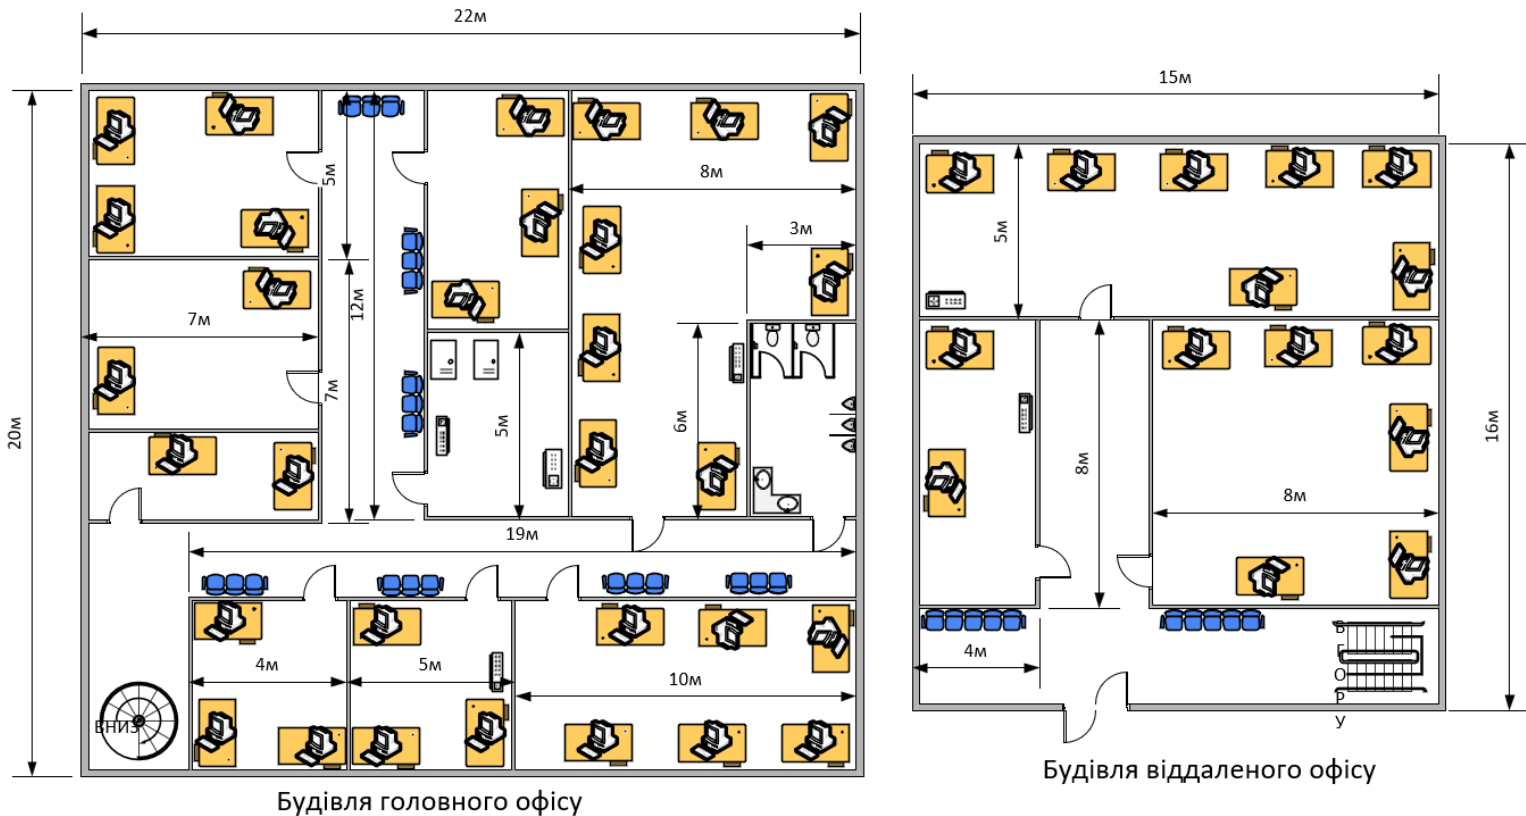 22м
15м
5м
8м
3м
5м
12м
7м
7м
20м
5м
6м
19м
4м
5м
10м
ВНИЗ
8м
8м
4м
16м
В
Г
О
Р
У
Будівля головного офісу
Будівля віддаленого офісу